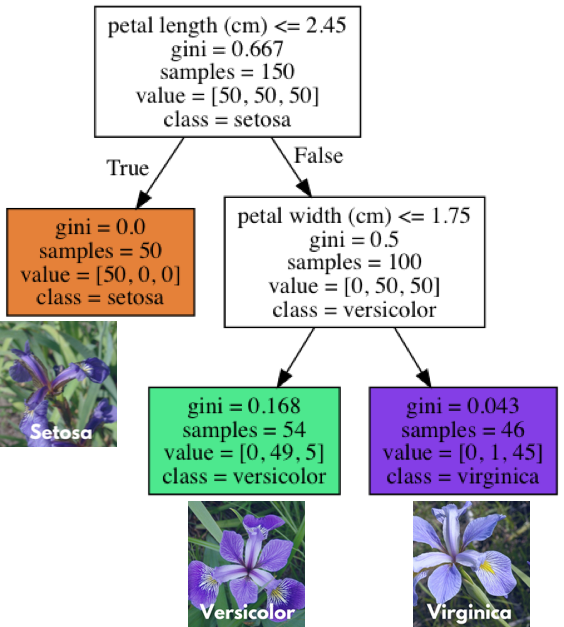 petal length (cm) <= 2.45
gini = 0.667
samples = 150
value = [50, 50, 50]
class = setosa
True
False
gini = 0.0
samples = 50
value = [50, 0, 0]
class = setosa
petal width (cm) <= 1.75
gini = 0.5
samples = 100
value = [0, 50, 50]
class = versicolor
Setosa
gini = 0.168
samples = 54
value = [0, 49, 5]
class = versicolor
gini = 0.043
samples = 46
value = [0, 1, 45]
class = virginica
Versicolor
Virginica